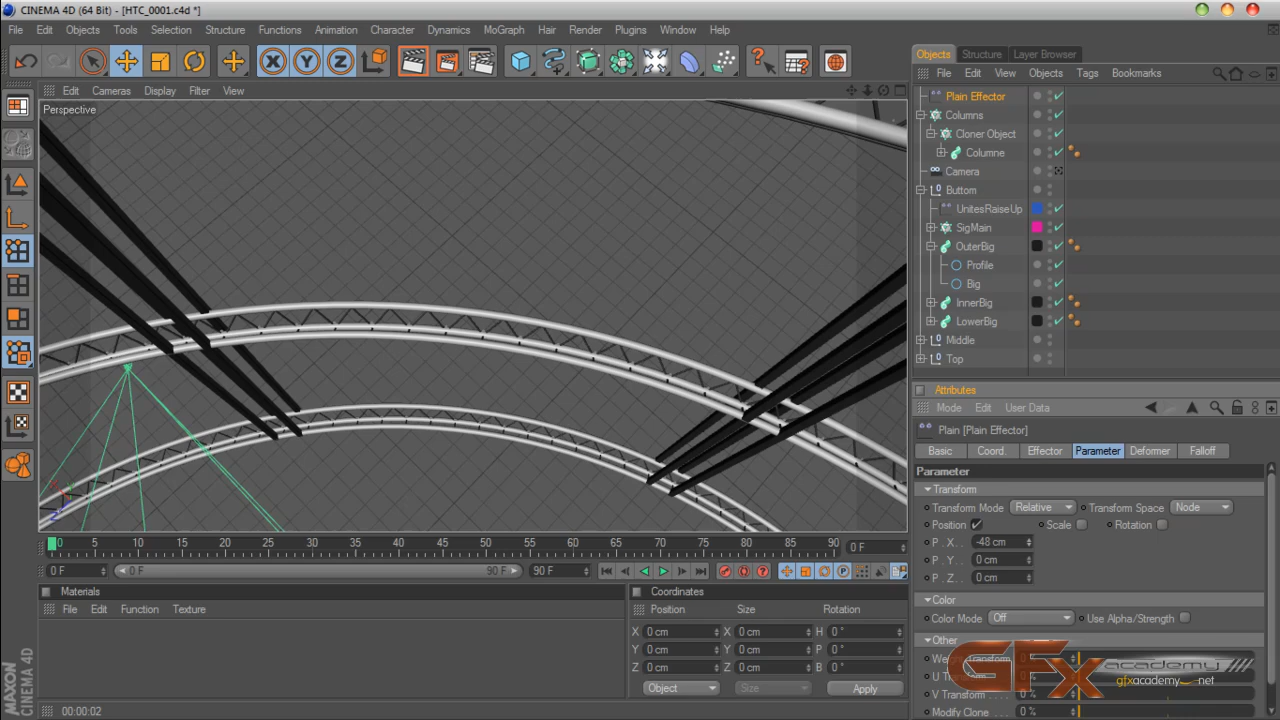 CINEMA 4D (64 Bit) - [HTC_0001.c4d *]
File Edit Objects Tools Selection Structure Functions Animation Character Dynamics MoGraph Hair Render Plugins Window Help
X Y Z
Edit Cameras Display Filter View
Perspective
Objects Structure Layer Browser
File Edit View Objects Tags Bookmarks
Plain Effector
Columns
Cloner Object
Columne
Camera
Buttom
UnitesRaiseUp
SigMain
OuterBig
Profile
Big
InnerBig
LowerBig
Middle
Top
Attributes
Mode Edit User Data
Plain [Plain Effector]
Basic Coord. Effector Parameter Deformer Falloff
Parameter
Transform
Transform Mode Relative Transform Space Node
Position Scale Rotation
P . X . . -48 cm
P . Y . . 0 cm
P . Z . . 0 cm
Color
Color Mode Off Use Alpha/Strength
Other
Weight Transform 0 %
U Transform
V Transform . . . . 0 %
Modify Clone . . . . 0 %
GFX academy
gfxacademy.net
0 5 10 15 20 25 30 35 40 45 50 55 60 65 70 75 80 85 90 0 F
0 F 0 F 90 F 90 F
Materials
File Edit Function Texture
Coordinates
Position Size Rotation
X 0 cm X 0 cm H 0 °
Y 0 cm Y 0 cm P 0 °
Z 0 cm Z 0 cm B 0 °
Object Size Apply
MAXON CINEMA 4D
00:00:02